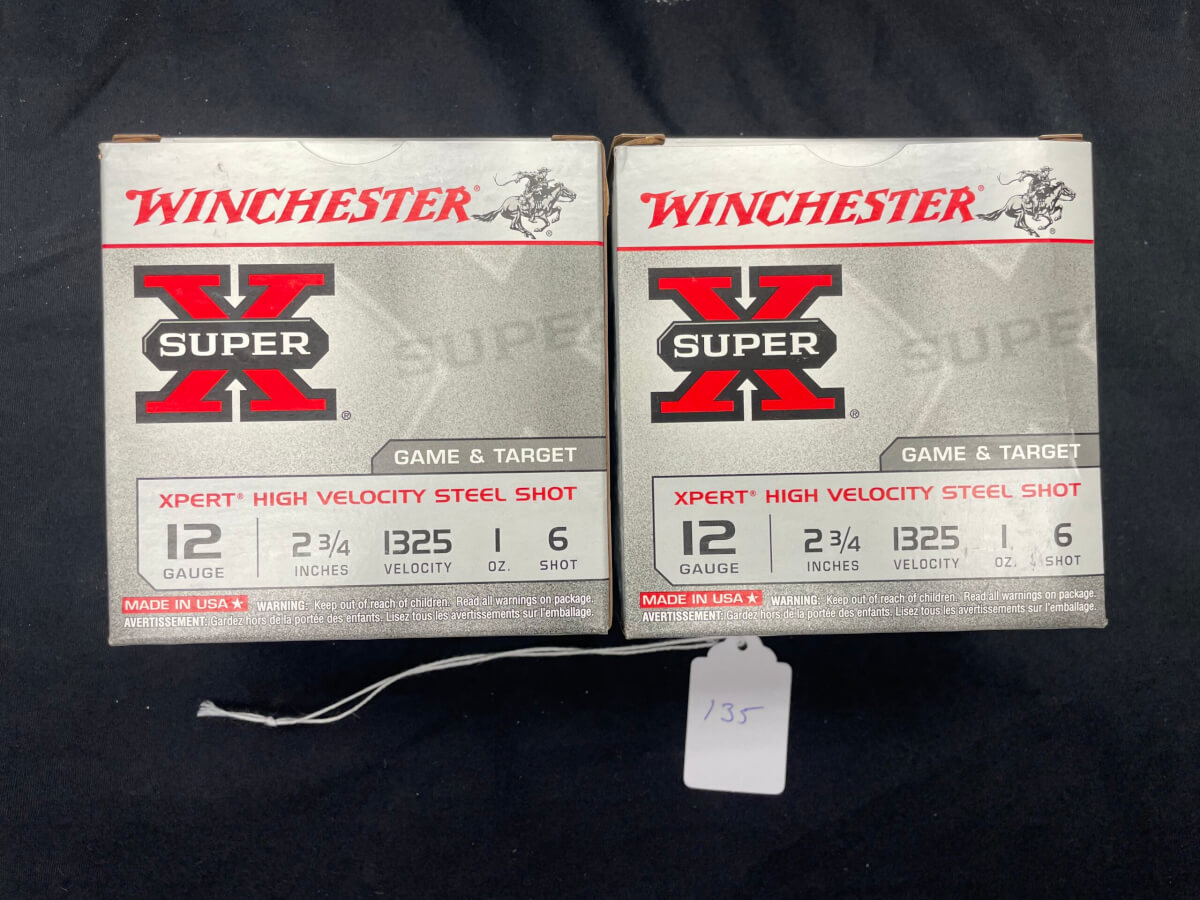 WINCHESTER®
®
X
SUPER
®
SUPE
GAME & TARGET
XPERT® HIGH VELOCITY STEEL SHOT
12 2 3/4 1325 1 6
GAUGE INCHES VELOCITY OZ. SHOT
MADE IN USA★ WARNING: Keep out of reach of children. Read all warnings on package.
AVERTISSEMENT: Gardez hors de la portée des enfants. Lisez tous les avertissements sur l'emballage.
WINCHESTER®
®
X
SUPER
®
SUPE
GAME & TARGET
XPERT® HIGH VELOCITY STEEL SHOT
12 2 3/4 1325 1 6
GAUGE INCHES VELOCITY OZ. SHOT
MADE IN USA★ WARNING: Keep out of reach of children. Read all warnings on package.
AVERTISSEMENT: Gardez hors de la portée des enfants. Lisez tous les avertissements sur l'emballage.
135